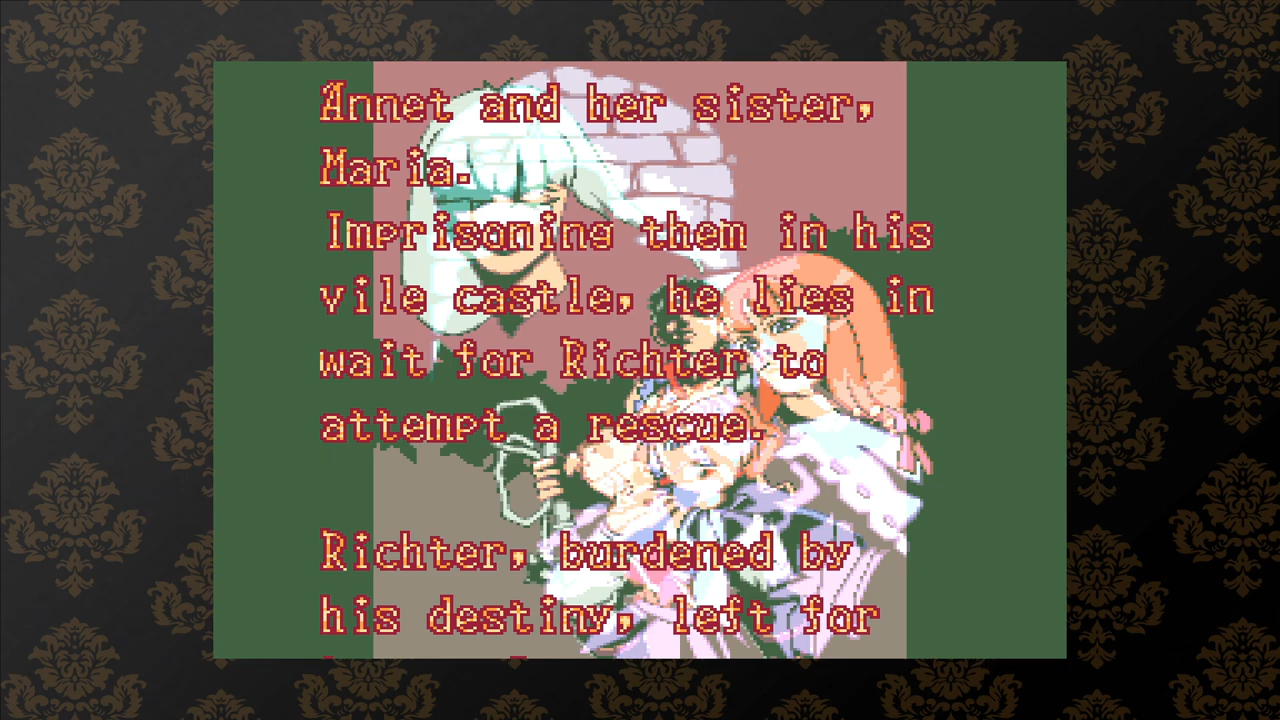 Annet and her sister,
Maria.
Imprisoning them in his
vile castle, he lies in
wait for Richter to
attempt a rescue.
Richter, burdened by
his destiny, left for